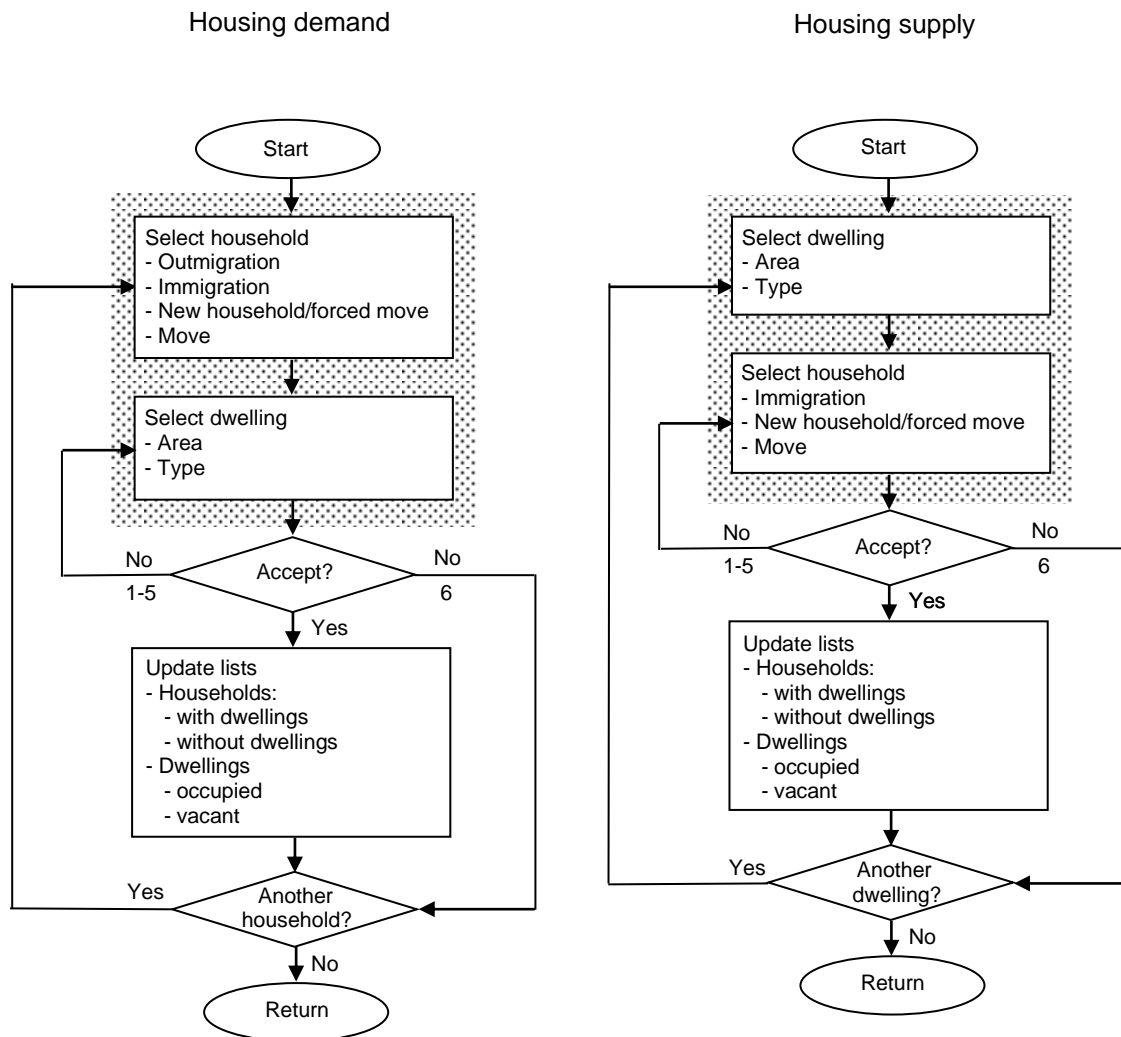 Housing demand
Start
Select household
- Outmigration
- Immigration
- New household/forced move
- Move
Select dwelling
- Area
- Type
No
1-5
Accept?
No
6
Yes
Update lists
- Households:
- with dwellings
- without dwellings
- Dwellings
- occupied
- vacant
Yes
Another
household?
No
Return
Housing supply
Start
Select dwelling
- Area
- Type
Select household
- Immigration
- New household/forced move
- Move
No
1-5
Accept?
No
6
Yes
Update lists
- Households:
- with dwellings
- without dwellings
- Dwellings
- occupied
- vacant
Yes
Another
dwelling?
No
Return